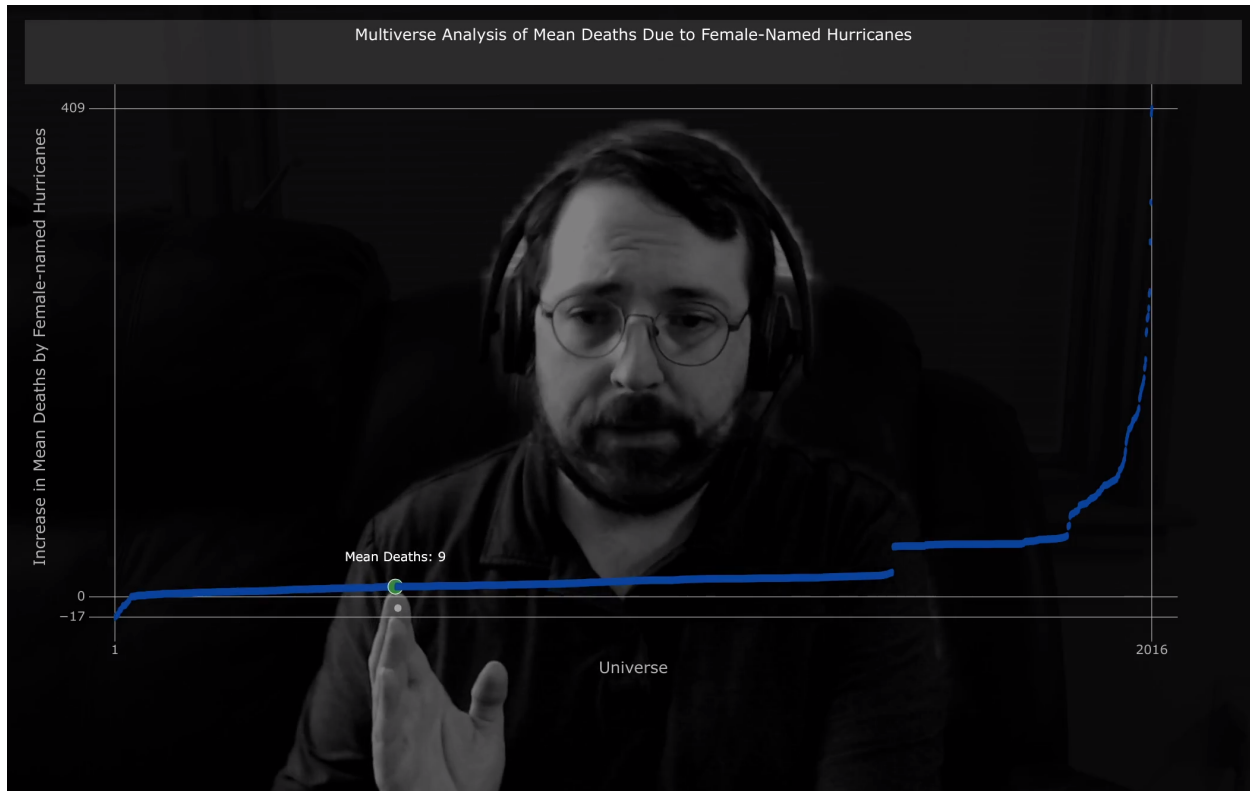 Multiverse Analysis of Mean Deaths Due to Female-Named Hurricanes
409
Increase in Mean Deaths by Female-named Hurricanes
Mean Deaths: 9
0
−17
1
2016
Universe